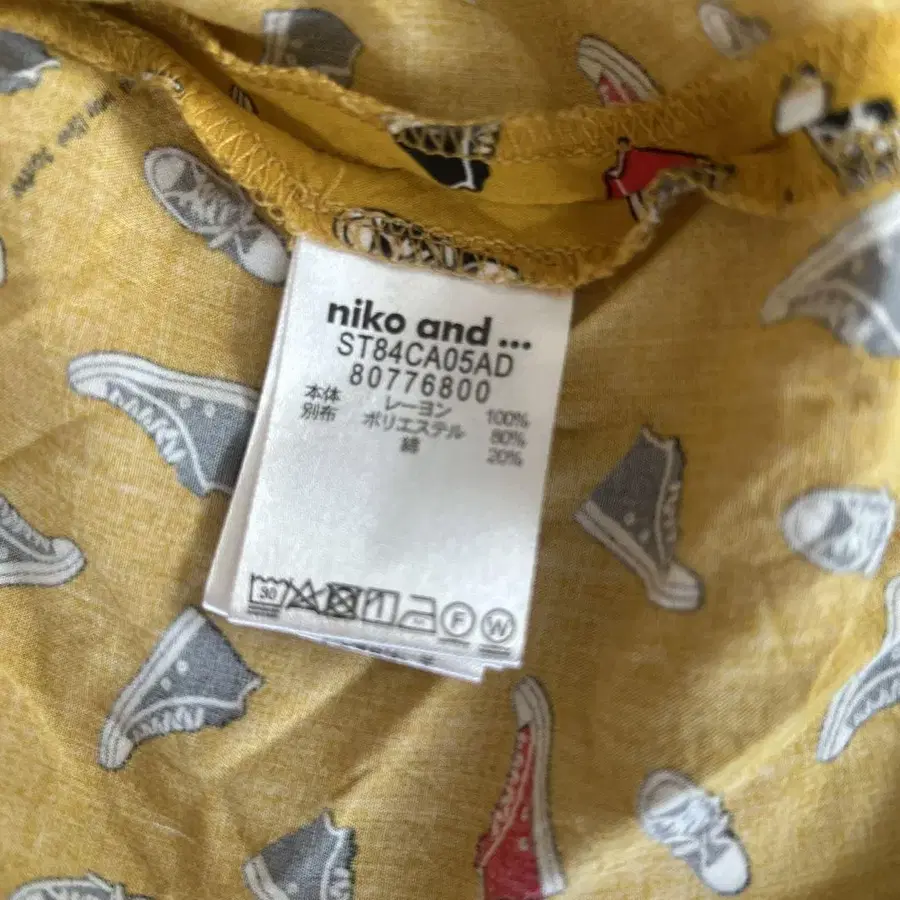 niko and ...
ST84CA05AD
80776800
本体 レーヨン 100%
別布 ポリエステル 80%
綿 20%
30
F W